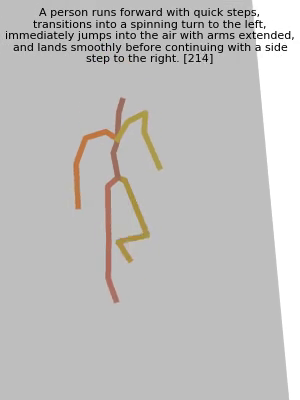 A person runs forward with quick steps,
transitions into a spinning turn to the left,
immediately jumps into the air with arms extended,
and lands smoothly before continuing with a side
step to the right. [214]